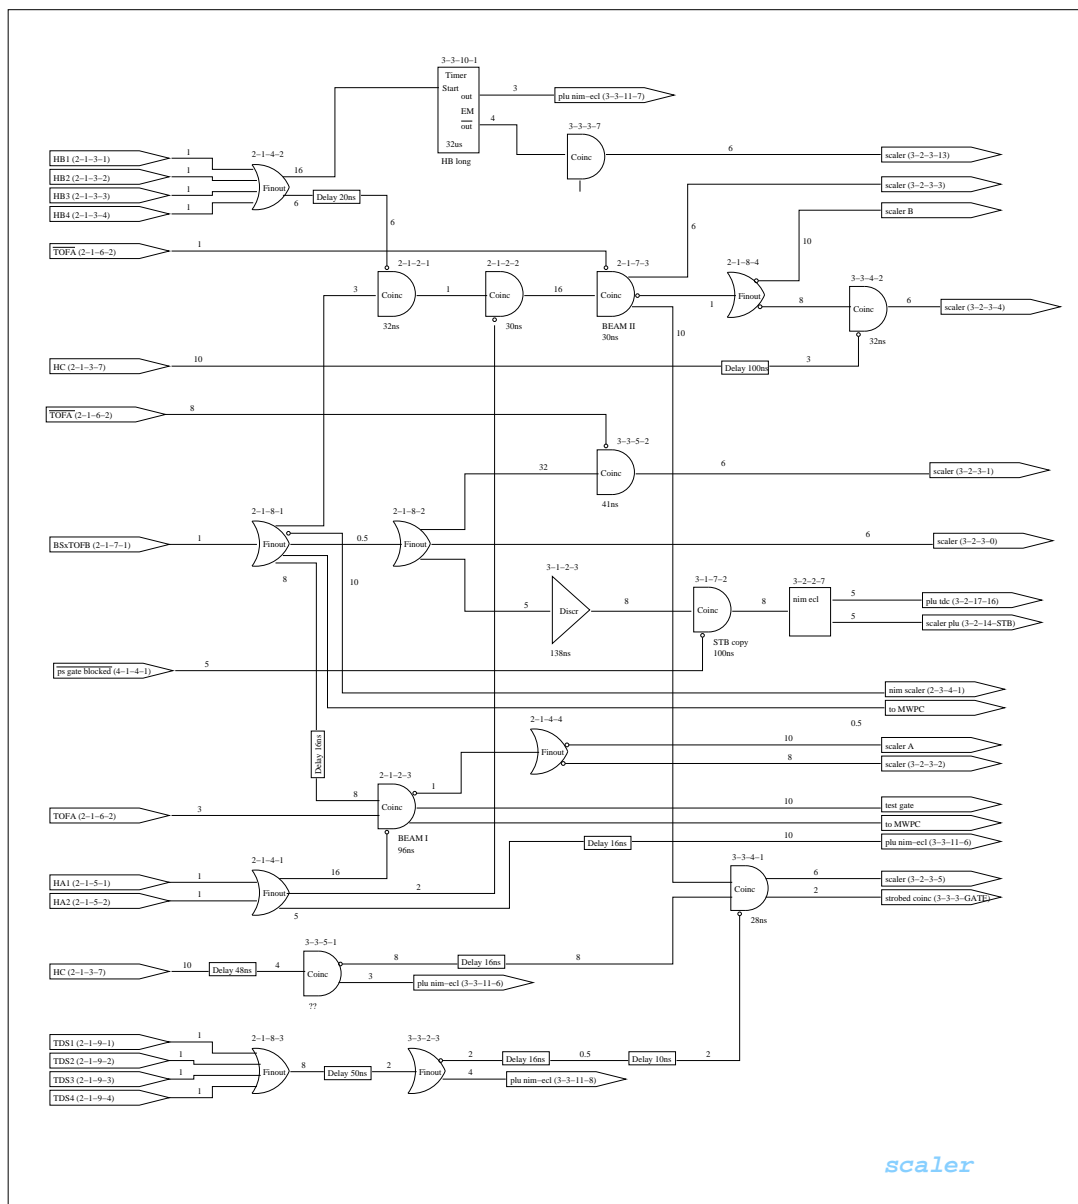 3−3−10−1
Timer
Start
out
EM
out
32us
HB long
3
plu nim−ecl (3−3−11−7)
4
3−3−3−7
Coinc
6
scaler (3−2−3−13)
HB1 (2−1−3−1)
1
HB2 (2−1−3−2)
1
HB3 (2−1−3−3)
1
HB4 (2−1−3−4)
1
2−1−4−2
Finout
16
6
Delay 20ns
6
scaler (3−2−3−3)
6
scaler B
10
TOFA (2−1−6−2)
1
2−1−2−1
Coinc
32ns
3
1
2−1−2−2
Coinc
30ns
16
2−1−7−3
Coinc
BEAM II
30ns
10
1
2−1−8−4
Finout
8
3−3−4−2
Coinc
32ns
6
scaler (3−2−3−4)
HC (2−1−3−7)
10
Delay 100ns
3
TOFA (2−1−6−2)
8
3−3−5−2
Coinc
41ns
32
6
scaler (3−2−3−1)
BSxTOFB (2−1−7−1)
1
2−1−8−1
Finout
8
0.5
10
2−1−8−2
Finout
6
scaler (3−2−3−0)
3−1−2−3
5
Discr
138ns
8
3−1−7−2
Coinc
STB copy
100ns
8
3−2−2−7
nim ecl
5
plu tdc (3−2−17−16)
5
scaler plu (3−2−14−STB)
ps gate blocked (4−1−4−1)
5
nim scaler (2−3−4−1)
to MWPC
0.5
Delay 16ns
2−1−4−4
Finout
10
scaler A
8
scaler (3−2−3−2)
2−1−2−3
Coinc
BEAM I
96ns
8
1
TOFA (2−1−6−2)
3
10
test gate
to MWPC
Delay 16ns
10
plu nim−ecl (3−3−11−6)
HA1 (2−1−5−1)
1
HA2 (2−1−5−2)
1
2−1−4−1
Finout
16
2
5
3−3−4−1
Coinc
28ns
6
scaler (3−2−3−5)
2
strobed coinc (3−3−3−GATE)
HC (2−1−3−7)
10
Delay 48ns
4
3−3−5−1
Coinc
??
8
Delay 16ns
8
3
plu nim−ecl (3−3−11−6)
TDS1 (2−1−9−1)
1
TDS2 (2−1−9−2)
1
TDS3 (2−1−9−3)
1
TDS4 (2−1−9−4)
1
2−1−8−3
Finout
8
Delay 50ns
2
3−3−2−3
Finout
2
Delay 16ns
0.5
Delay 10ns
2
4
plu nim−ecl (3−3−11−8)
scaler